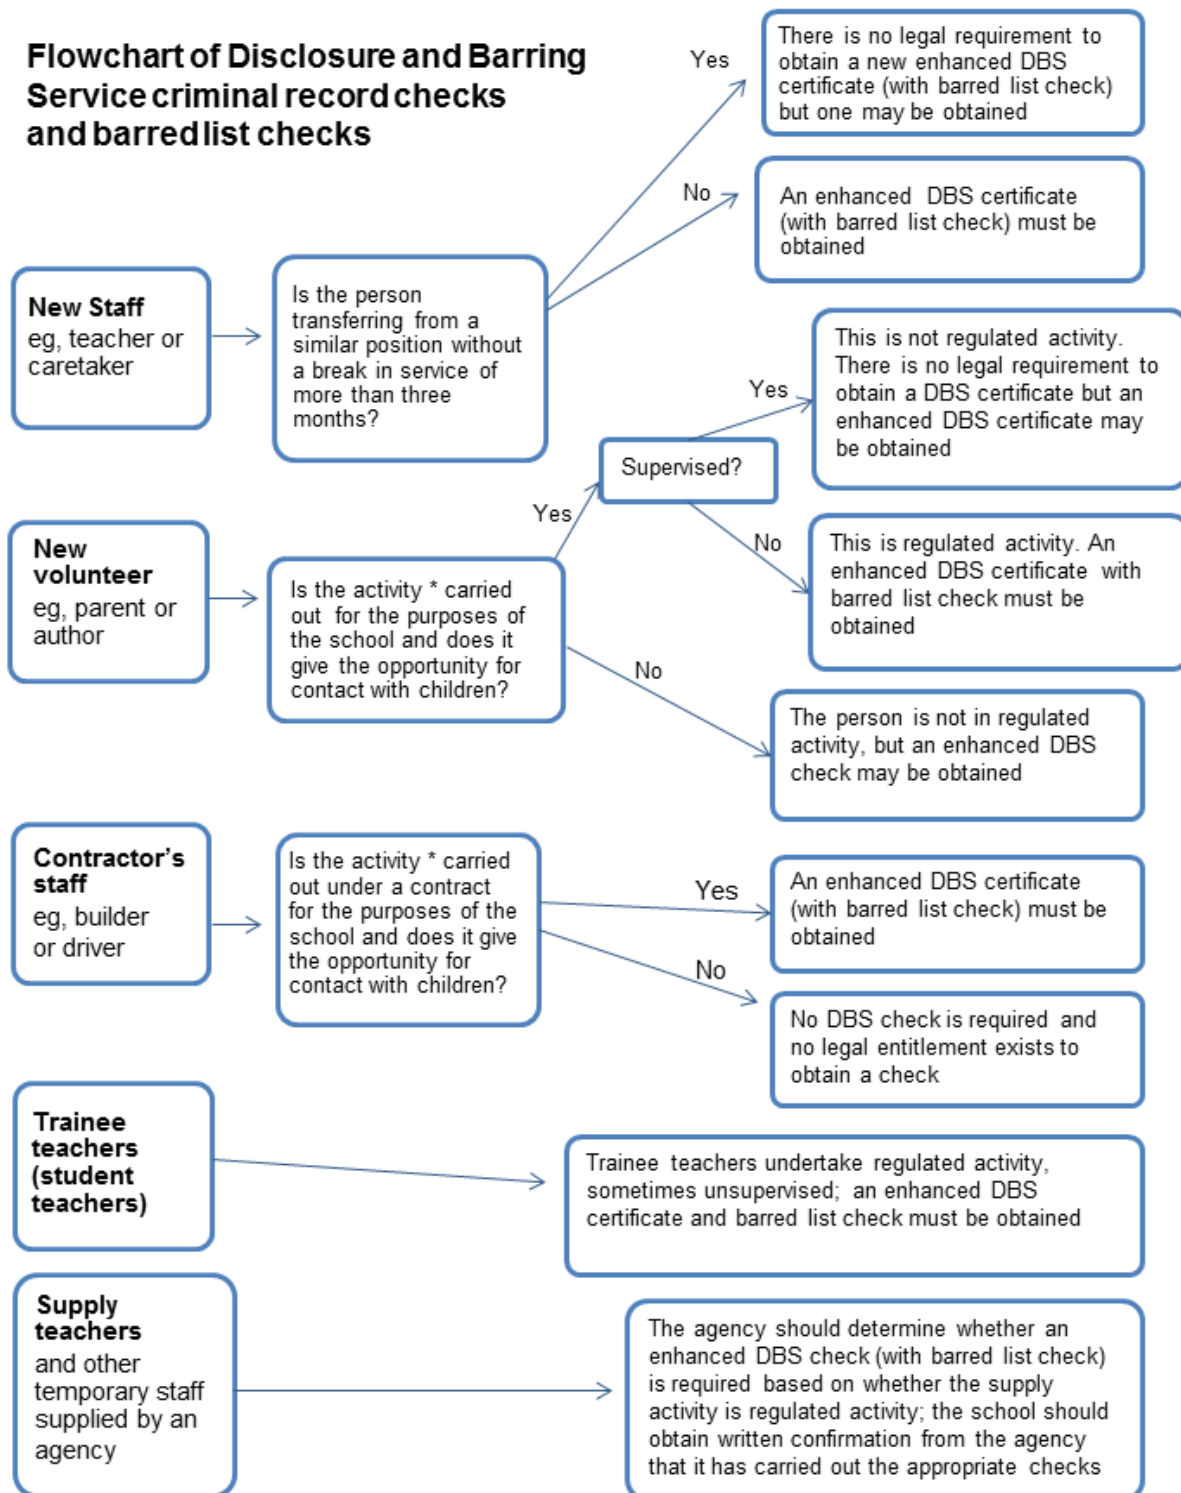 Flowchart of Disclosure and Barring
Service criminal record checks
and barred list checks
New Staff
eg, teacher or
caretaker
Is the person
transferring from a
similar position without
a break in service of
more than three
months?
Yes
There is no legal requirement to
obtain a new enhanced DBS
certificate (with barred list check)
but one may be obtained
No
An enhanced DBS certificate
(with barred list check) must be
obtained
New
volunteer
eg, parent or
author
Is the activity * carried
out for the purposes of
the school and does it
give the opportunity for
contact with children?
Yes
Supervised?
Yes
This is not regulated activity.
There is no legal requirement to
obtain a DBS certificate but an
enhanced DBS certificate may
be obtained
No
This is regulated activity. An
enhanced DBS certificate with
barred list check must be
obtained
No
The person is not in regulated
activity, but an enhanced DBS
check may be obtained
Contractor's
staff
eg, builder
or driver
Is the activity * carried
out under a contract
for the purposes of the
school and does it give
the opportunity for
contact with children?
Yes
An enhanced DBS certificate
(with barred list check) must be
obtained
No
No DBS check is required and
no legal entitlement exists to
obtain a check
Trainee
teachers
(student
teachers)
Trainee teachers undertake regulated activity,
sometimes unsupervised; an enhanced DBS
certificate and barred list check must be obtained
Supply
teachers
and other
temporary staff
supplied by an
agency
The agency should determine whether an
enhanced DBS check (with barred list check)
is required based on whether the supply
activity is regulated activity; the school should
obtain written confirmation from the agency
that it has carried out the appropriate checks